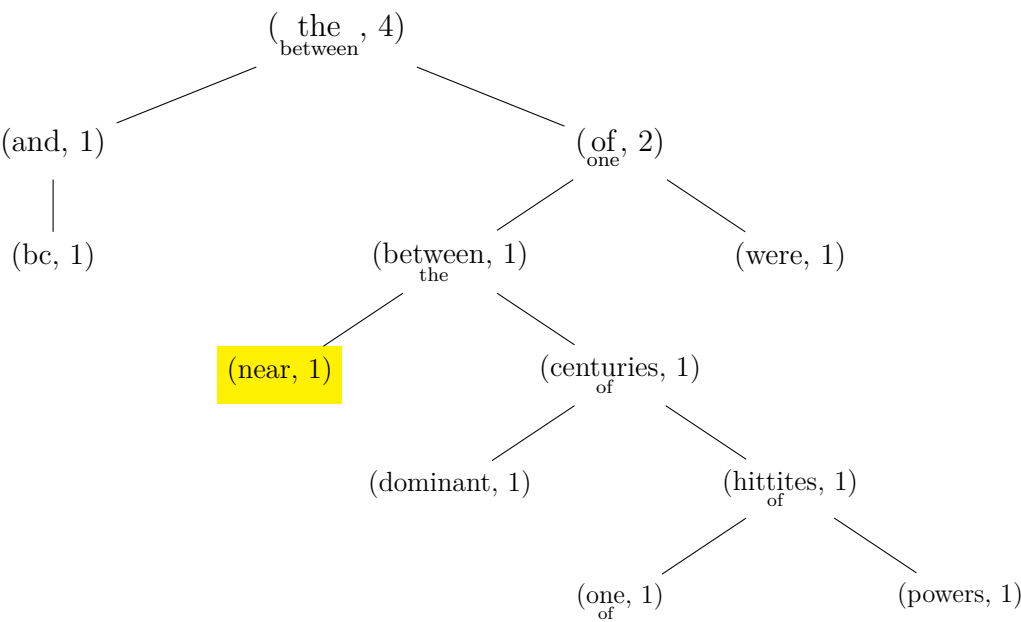 (the, 4)
between
(and, 1)
(of, 2)
one
(bc, 1)
(between, 1)
the
(were, 1)
(near, 1)
(centuries, 1)
of
(dominant, 1)
(hittites, 1)
of
(one, 1)
of
(powers, 1)